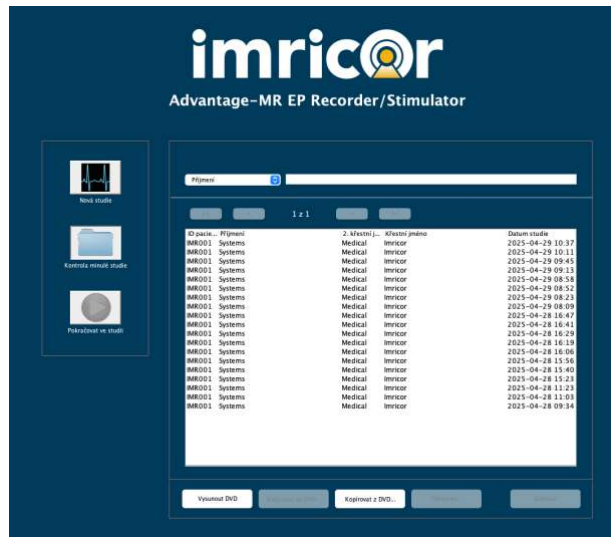 imricor
Advantage-MR EP Recorder/Stimulator
Nová studie
Kontrola minulé studie
Pokračovat ve studii
Příjmení
1 z 1
ID pacie... Příjmení 2. křestní j... Křestní jméno Datum studie
IMR001 Systems Medical Imricor 2025-04-29 10:37
IMR001 Systems Medical Imricor 2025-04-29 10:11
IMR001 Systems Medical Imricor 2025-04-29 09:45
IMR001 Systems Medical Imricor 2025-04-29 09:13
IMR001 Systems Medical Imricor 2025-04-29 08:58
IMR001 Systems Medical Imricor 2025-04-29 08:52
IMR001 Systems Medical Imricor 2025-04-29 08:23
IMR001 Systems Medical Imricor 2025-04-29 08:09
IMR001 Systems Medical Imricor 2025-04-28 16:47
IMR001 Systems Medical Imricor 2025-04-28 16:41
IMR001 Systems Medical Imricor 2025-04-28 16:29
IMR001 Systems Medical Imricor 2025-04-28 16:19
IMR001 Systems Medical Imricor 2025-04-28 16:06
IMR001 Systems Medical Imricor 2025-04-28 15:56
IMR001 Systems Medical Imricor 2025-04-28 15:40
IMR001 Systems Medical Imricor 2025-04-28 15:23
IMR001 Systems Medical Imricor 2025-04-28 11:23
IMR001 Systems Medical Imricor 2025-04-28 11:03
IMR001 Systems Medical Imricor 2025-04-28 09:34
Vysunout DVD Kopírovat z DVD...